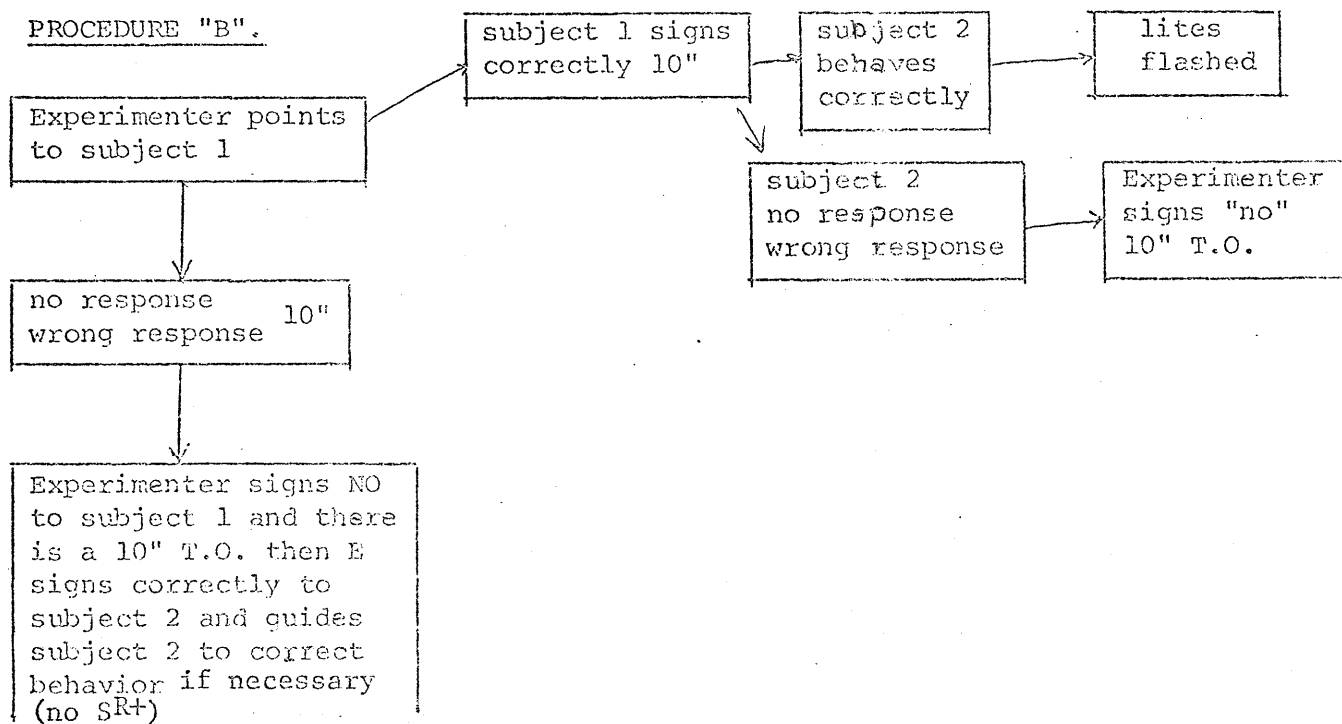 PROCEDURE "B".
Experimenter points
to subject 1
subject 1 signs
correctly 10"
subject 2
behaves
correctly
lites
flashed
subject 2
no response
wrong response
Experimenter
signs "no"
10" T.O.
no response
wrong response 10"
Experimenter signs NO
to subject 1 and there
is a 10" T.O. then E
signs correctly to
subject 2 and guides
subject 2 to correct
behavior if necessary
(no SR+)